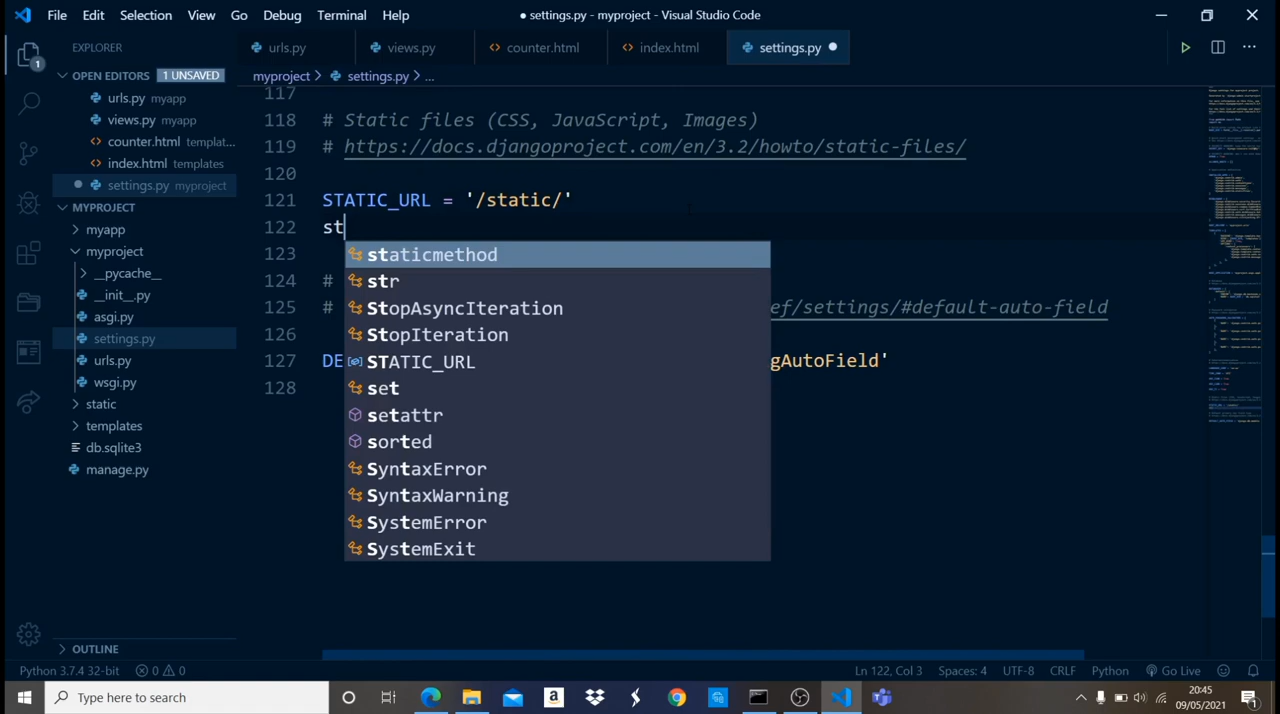 File Edit Selection View Go Debug Terminal Help
● settings.py - myproject - Visual Studio Code
EXPLORER
urls.py
views.py
counter.html
index.html
settings.py ●
OPEN EDITORS 1 UNSAVED
urls.py myapp
views.py myapp
counter.html templat...
index.html templates
settings.py myproject
MYPROJECT
myapp
myproject
__pycache__
__init__.py
asgi.py
settings.py
urls.py
wsgi.py
static
templates
db.sqlite3
manage.py
OUTLINE
myproject > settings.py > ...
117
118 # Static files (CSS, JavaScript, Images)
119 # https://docs.djangoproject.com/en/3.2/howto/static-files/
120
121 STATIC_URL = '/static/'
122 st
123
124 #
125 # ef/settings/#default-auto-field
126
127 DE gAutoField'
128
staticmethod
str
StopAsyncIteration
StopIteration
STATIC_URL
set
setattr
sorted
SyntaxError
SyntaxWarning
SystemError
SystemExit
Python 3.7.4 32-bit 0 0 Ln 122, Col 3 Spaces: 4 UTF-8 CRLF Python Go Live
Type here to search
20:45
09/05/2021